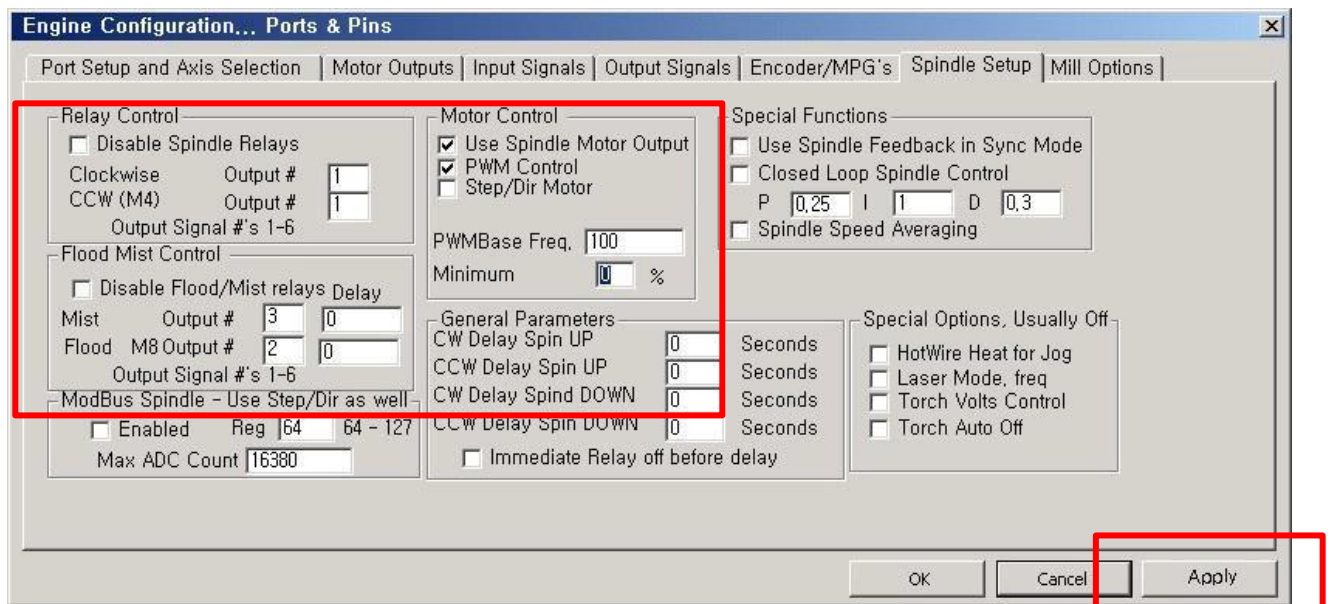 Engine Configuration... Ports & Pins
Port Setup and Axis Selection
Motor Outputs
Input Signals
Output Signals
Encoder/MPG's
Spindle Setup
Mill Options
Relay Control
Disable Spindle Relays
Clockwise Output # 1
CCW (M4) Output # 1
Output Signal #'s 1-6
Flood Mist Control
Disable Flood/Mist relays Delay
Mist Output # 3 0
Flood M8 Output # 2 0
Output Signal #'s 1-6
ModBus Spindle - Use Step/Dir as well
Enabled Reg 64 64 - 127
Max ADC Count 16380
Motor Control
Use Spindle Motor Output
PWM Control
Step/Dir Motor
PWMBase Freq. 100
Minimum 0 %
General Parameters
CW Delay Spin UP 0 Seconds
CCW Delay Spin UP 0 Seconds
CW Delay Spind DOWN 0 Seconds
CCW Delay Spin DOWN 0 Seconds
Immediate Relay off before delay
Special Functions
Use Spindle Feedback in Sync Mode
Closed Loop Spindle Control
P 0,25 I 1 D 0,3
Spindle Speed Averaging
Special Options, Usually Off
HotWire Heat for Jog
Laser Mode, freq
Torch Volts Control
Torch Auto Off
OK
Cancel
Apply